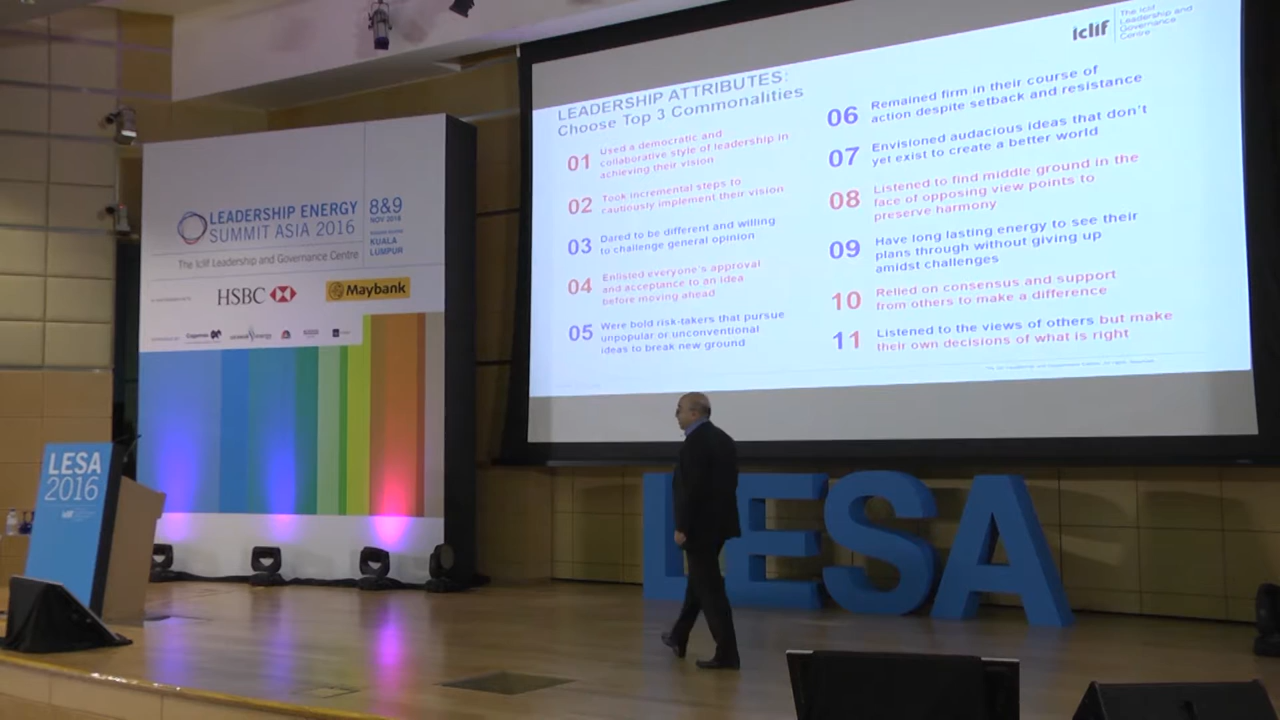 LEADERSHIP ENERGY
SUMMIT ASIA 2016
8&9
NOV 2016
KUALA
LUMPUR
The Iclif Leadership and Governance Centre
HSBC
Maybank
LESA
2016
iclif
The Iclif
Leadership and
Governance
Centre
LEADERSHIP ATTRIBUTES:
Choose Top 3 Commonalities
01 Used a democratic and
collaborative style of leadership in
achieving their vision
02 Took incremental steps to
cautiously implement their vision
03 Dared to be different and willing
to challenge general opinion
04 Enlisted everyone's approval
and acceptance to an idea
before moving ahead
05 Were bold risk-takers that pursue
unpopular or unconventional
ideas to break new ground
06 Remained firm in their course of
action despite setback and resistance
07 Envisioned audacious ideas that don't
yet exist to create a better world
08 Listened to find middle ground in the
face of opposing view points to
preserve harmony
09 Have long lasting energy to see their
plans through without giving up
amidst challenges
10 Relied on consensus and support
from others to make a difference
11 Listened to the views of others but make
their own decisions of what is right
LESA